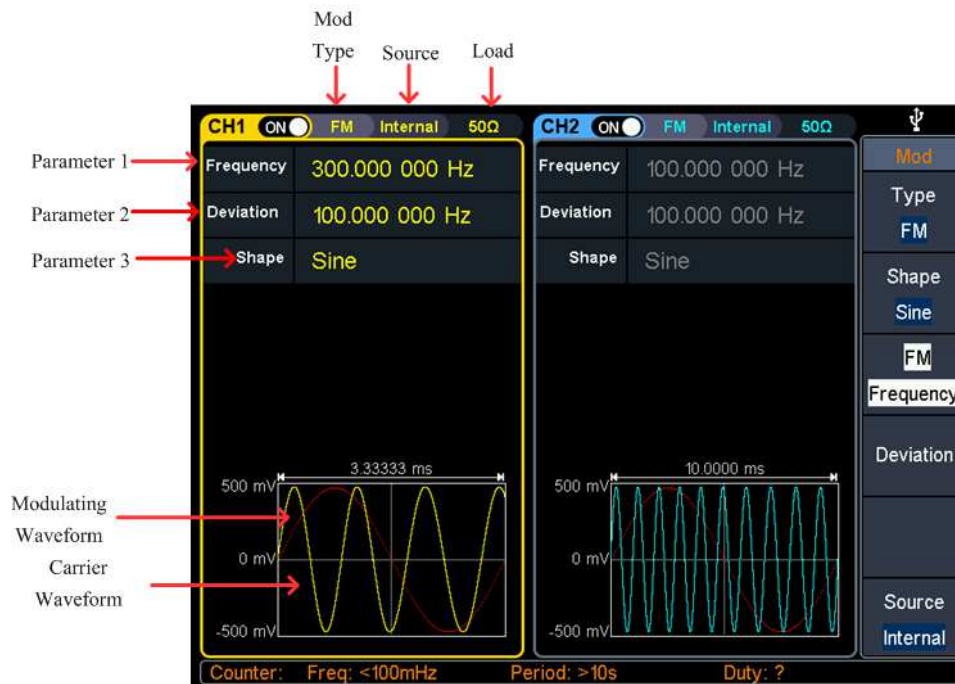 Mod
Type Source Load
CH1 ON FM Internal 50Ω CH2 ON FM Internal 50Ω
Mod
Parameter 1 Frequency 300.000 000 Hz Frequency 100.000 000 Hz
Type
FM
Parameter 2 Deviation 100.000 000 Hz Deviation 100.000 000 Hz
Parameter 3 Shape Sine Shape Sine
Shape
Sine
FM
Frequency
Deviation
3.33333 ms 10.0000 ms
500 mV 500 mV
Modulating
Waveform
0 mV 0 mV
Carrier
Waveform
-500 mV -500 mV
Source
Internal
Counter: Freq: <100mHz Period: >10s Duty: ?